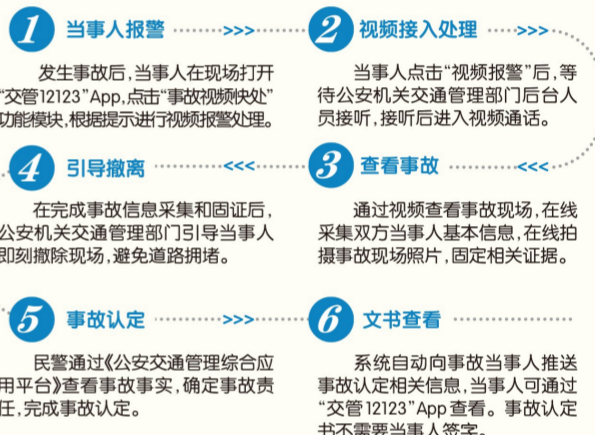 1 当事人报警 >>>
发生事故后,当事人在现场打开
“交管12123”App,点击“事故视频快处”
功能模块,根据提示进行视频报警处理。
2 视频接入处理 >>>
当事人点击“视频报警”后,等
待公安机关交通管理部门后台人
员接听,接听后进入视频通话。
3 查看事故 <<<
通过视频查看事故现场,在线
采集双方当事人基本信息,在线拍
摄事故现场照片,固定相关证据。
4 引导撤离 <<<
在完成事故信息采集和固证后,
公安机关交通管理部门引导当事人
即刻撤除现场,避免道路拥堵。
5 事故认定 >>>
民警通过《公安交通管理综合应
用平台》查看事故事实,确定事故责
任,完成事故认定。
6 文书查看
系统自动向事故当事人推送
事故认定相关信息,当事人可通过
“交管12123”App查看。事故认定
书不需要当事人签字。